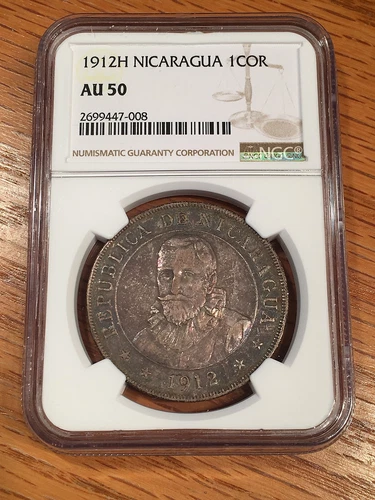 1912H NICARAGUA 1COR
AU 50
2699447-008
NUMISMATIC GUARANTY CORPORATION
NGC®
REPUBLICA DE NICARAGUA
1912